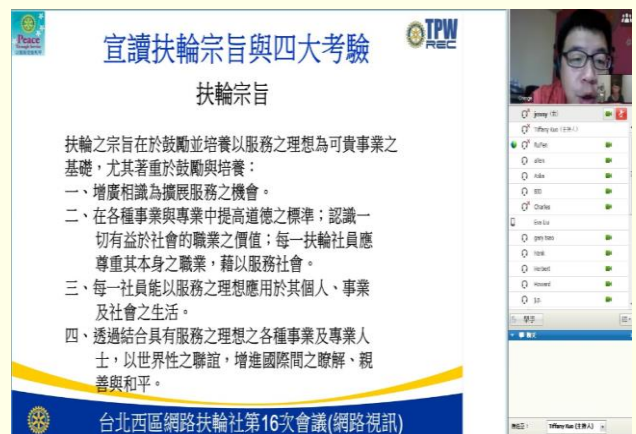 Peace
Through Service
宣讀扶輪宗旨與四大考驗
TPW
REC
扶輪宗旨
扶輪之宗旨在於鼓勵並培養以服務之理想為可貴事業之
基礎，尤其著重於鼓勵與培養：
一、增廣相識為擴展服務之機會。
二、在各種事業與專業中提高道德之標準；認識一
切有益於社會的職業之價值；每一扶輪社員應
尊重其本身之職業，藉以服務社會。
三、每一社員能以服務之理想應用於其個人、事業
及社會之生活。
四、透過結合具有服務之理想之各種事業及專業人
士，以世界性之聯誼，增進國際間之瞭解、親
善與和平。
台北西區網路扶輪社第16次會議(網路視訊)
Tiffany Kuo (主持人)
allen
Charles
Hank
Herbert
Howard
舉手
Tiffany Kuo (主持人)